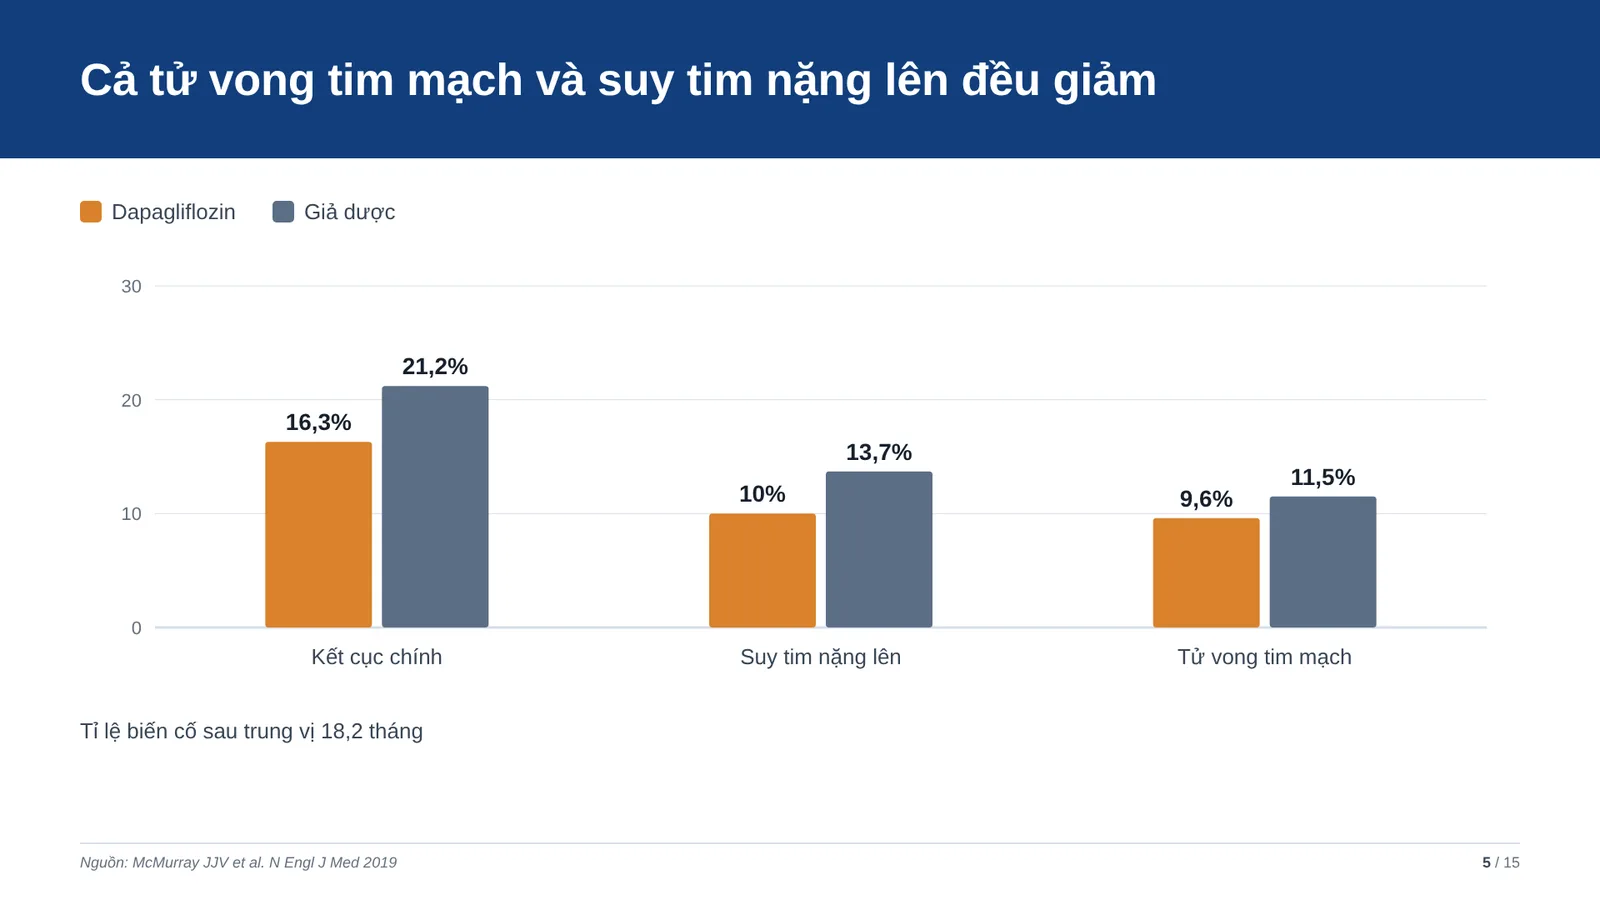 Cả tử vong tim mạch và suy tim nặng lên đều giảm
Dapagliflozin Giả dược
30
20
10
0
21,2%
16,3%
13,7%
10%
11,5%
9,6%
Kết cục chính Suy tim nặng lên Tử vong tim mạch
Tỉ lệ biến cố sau trung vị 18,2 tháng
Nguồn: McMurray JJV et al. N Engl J Med 2019
5 / 15